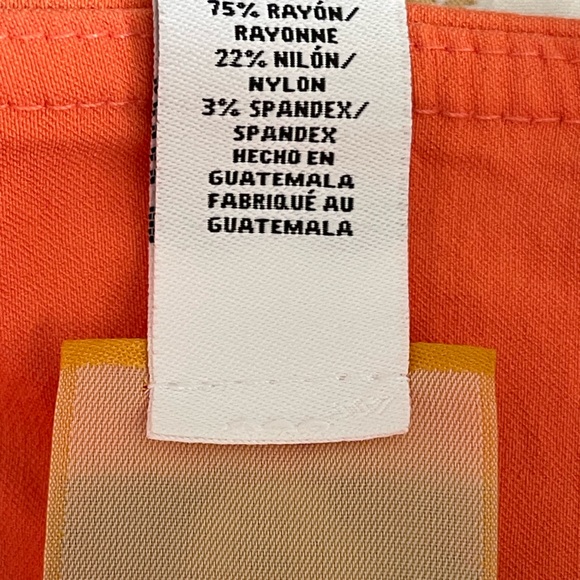 75% RAYÓN/
RAYONNE
22% NILÓN/
NYLON
3% SPANDEX/
SPANDEX
HECHO EN
GUATEMALA
FABRIQUÉ AU
GUATEMALA